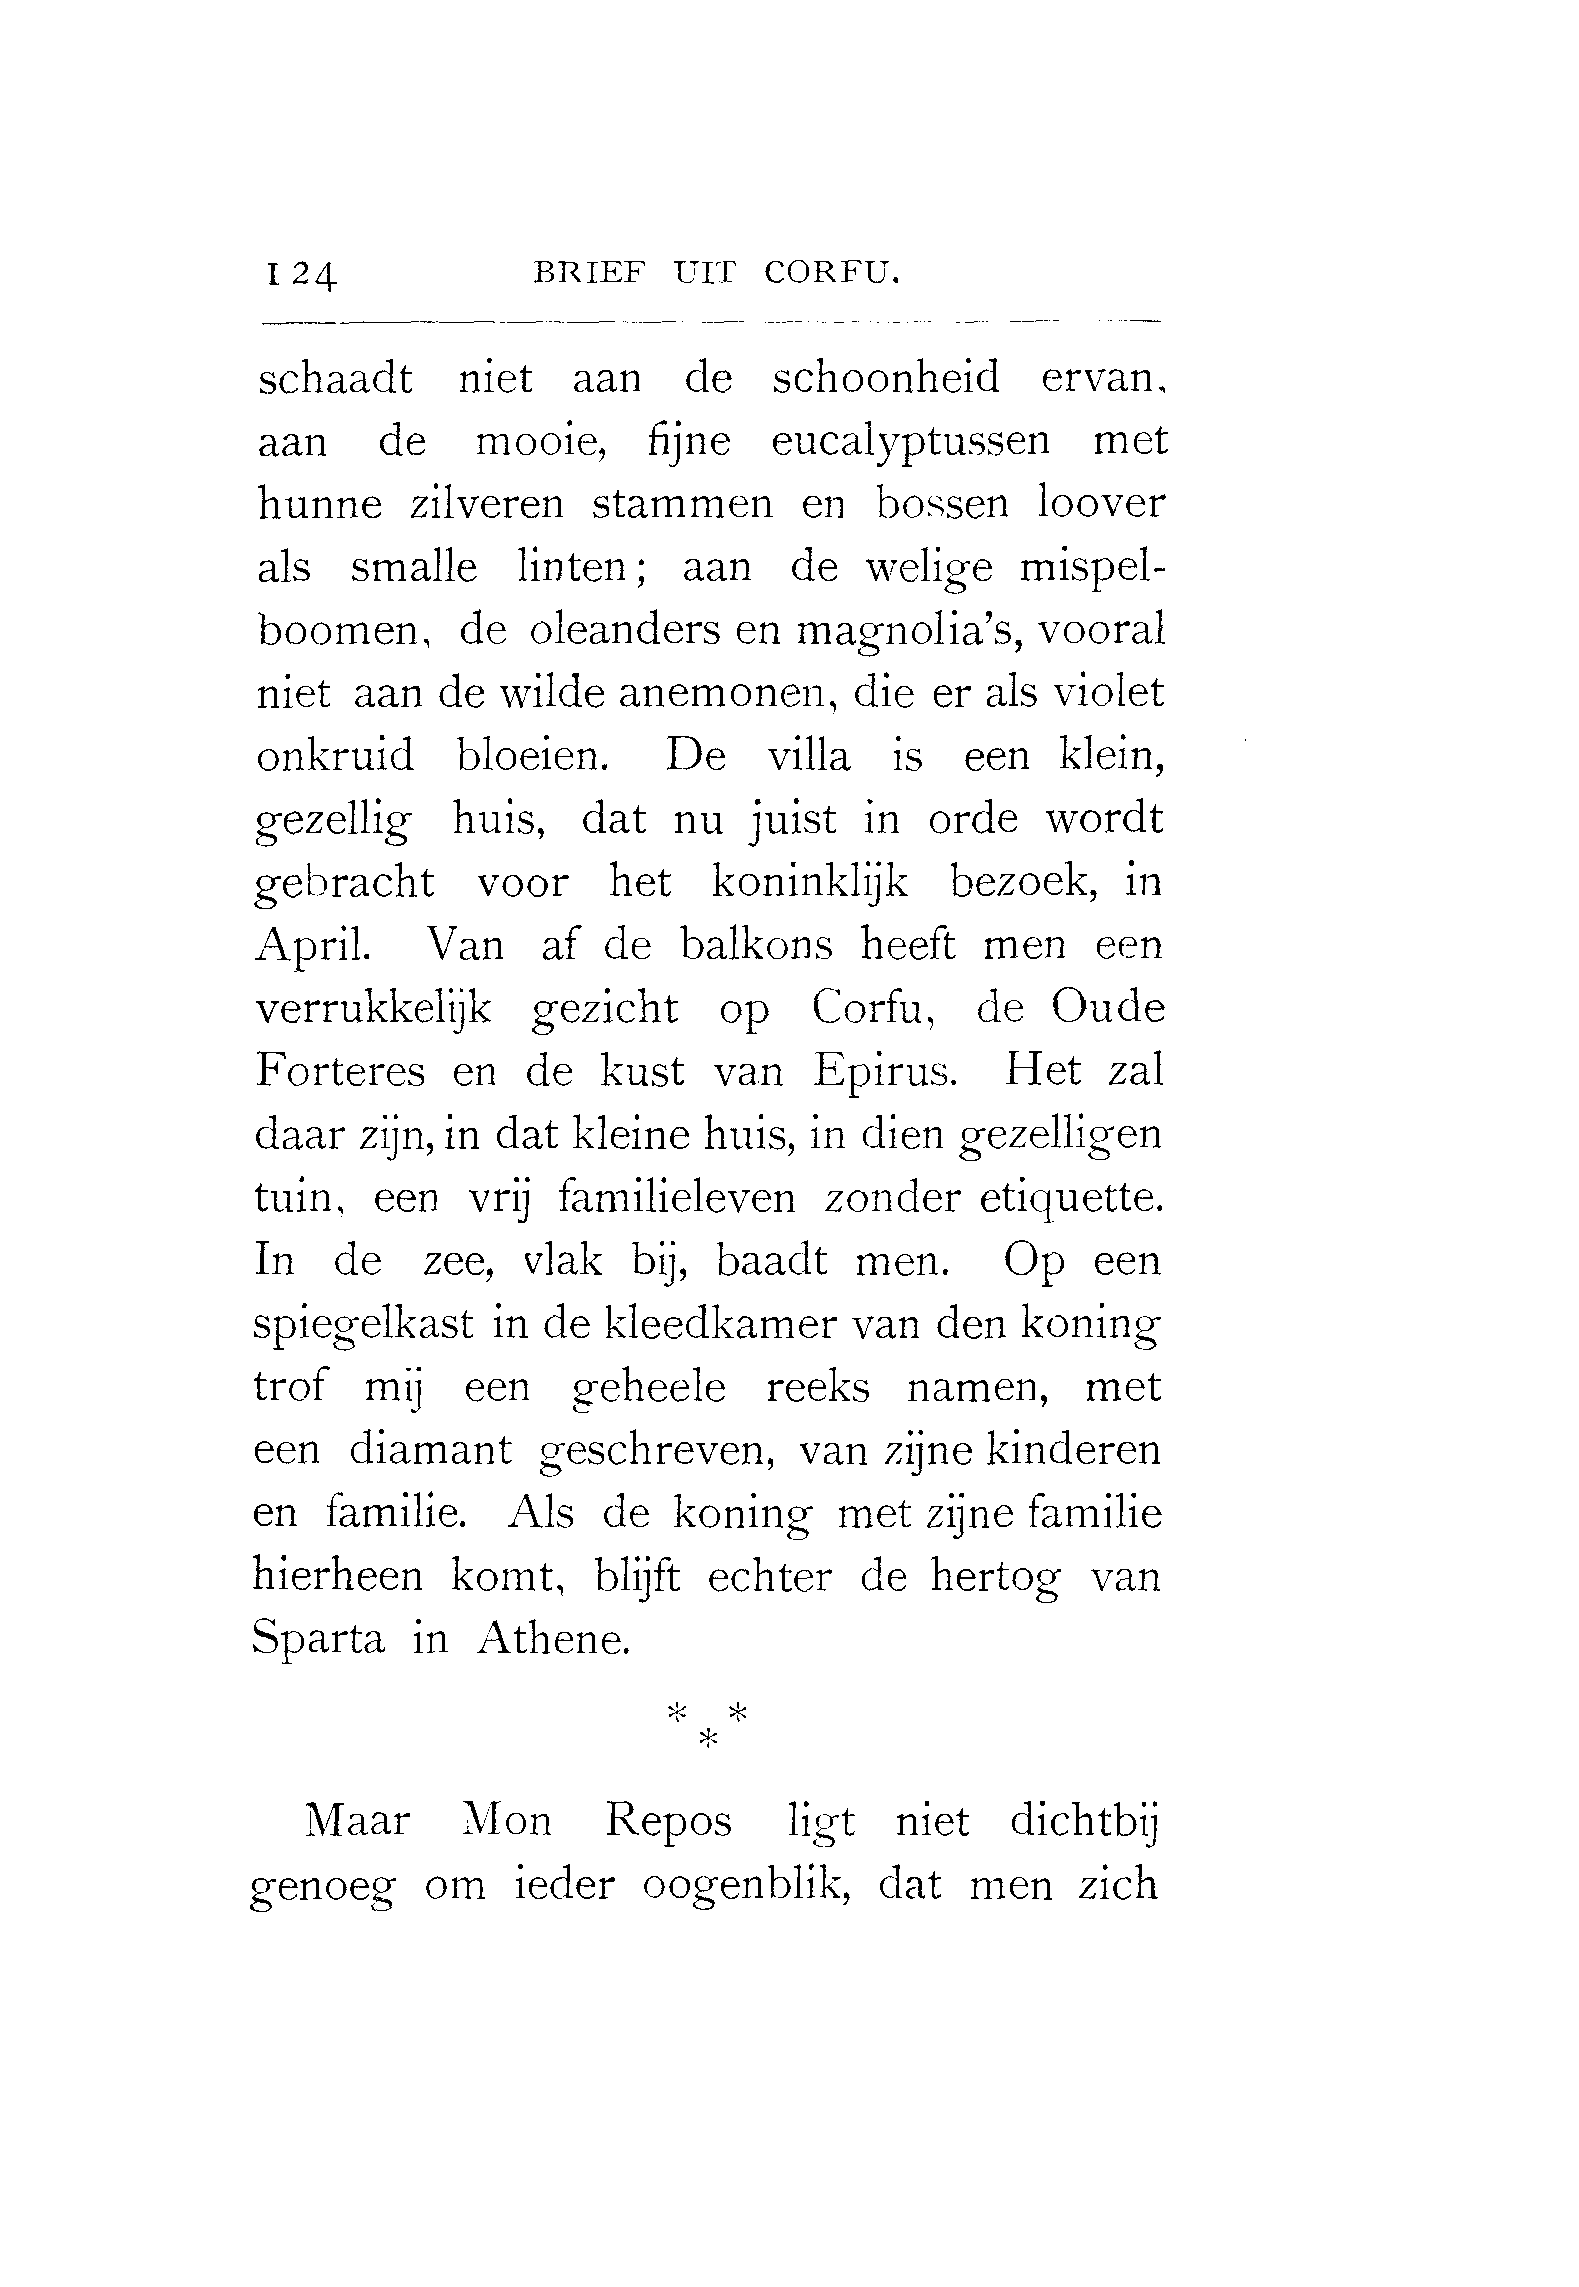 124 BRIEF UIT CORFU.
schaadt niet aan de schoonheid ervan,
aan de mooie, fijne eucalyptussen met
hunne zilveren stammen en bossen loover
als smalle linten; aan de welige mispel-
boomen, de oleanders en magnolia's, vooral
niet aan de wilde anemonen, die er als violet
onkruid bloeien. De villa is een klein,
gezellig huis, dat nu juist in orde wordt
gebracht voor het koninklijk bezoek, in
April. Van af de balkons heeft men een
verrukkelijk gezicht op Corfu, de Oude
Forteres en de kust van Epirus. Het zal
daar zijn, in dat kleine huis, in dien gezelligen
tuin, een vrij familieleven zonder etiquette.
In de zee, vlak bij, baadt men. Op een
spiegelkast in de kleedkamer van den koning
trof mij een geheele reeks namen, met
een diamant geschreven, van zijne kinderen
en familie. Als de koning met zijne familie
hierheen komt, blijft echter de hertog van
Sparta in Athene.
* *
*
Maar Mon Repos ligt niet dichtbij
genoeg om ieder oogenblik, dat men zich